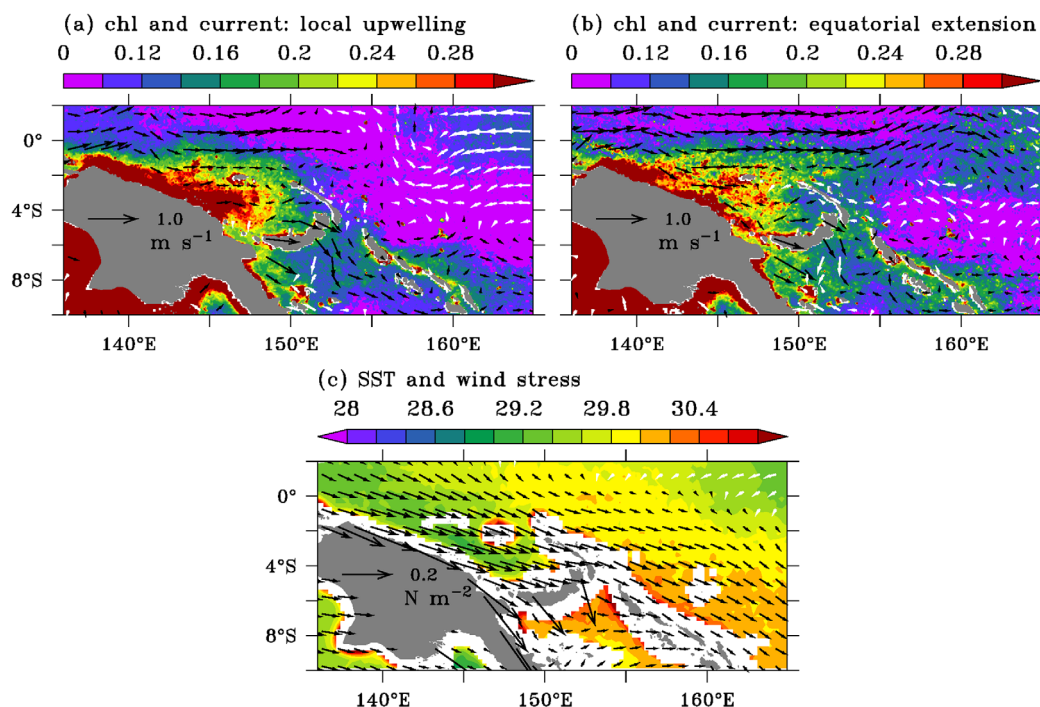 (a) chl and current: local upwelling
0 0.12 0.16 0.2 0.24 0.28
0°
4°S
8°S
1.0
m s⁻¹
140°E 150°E 160°E
(b) chl and current: equatorial extension
0 0.12 0.16 0.2 0.24 0.28
0°
4°S
8°S
1.0
m s⁻¹
140°E 150°E 160°E
(c) SST and wind stress
28 28.6 29.2 29.8 30.4
0°
4°S
8°S
0.2
N m⁻²
140°E 150°E 160°E